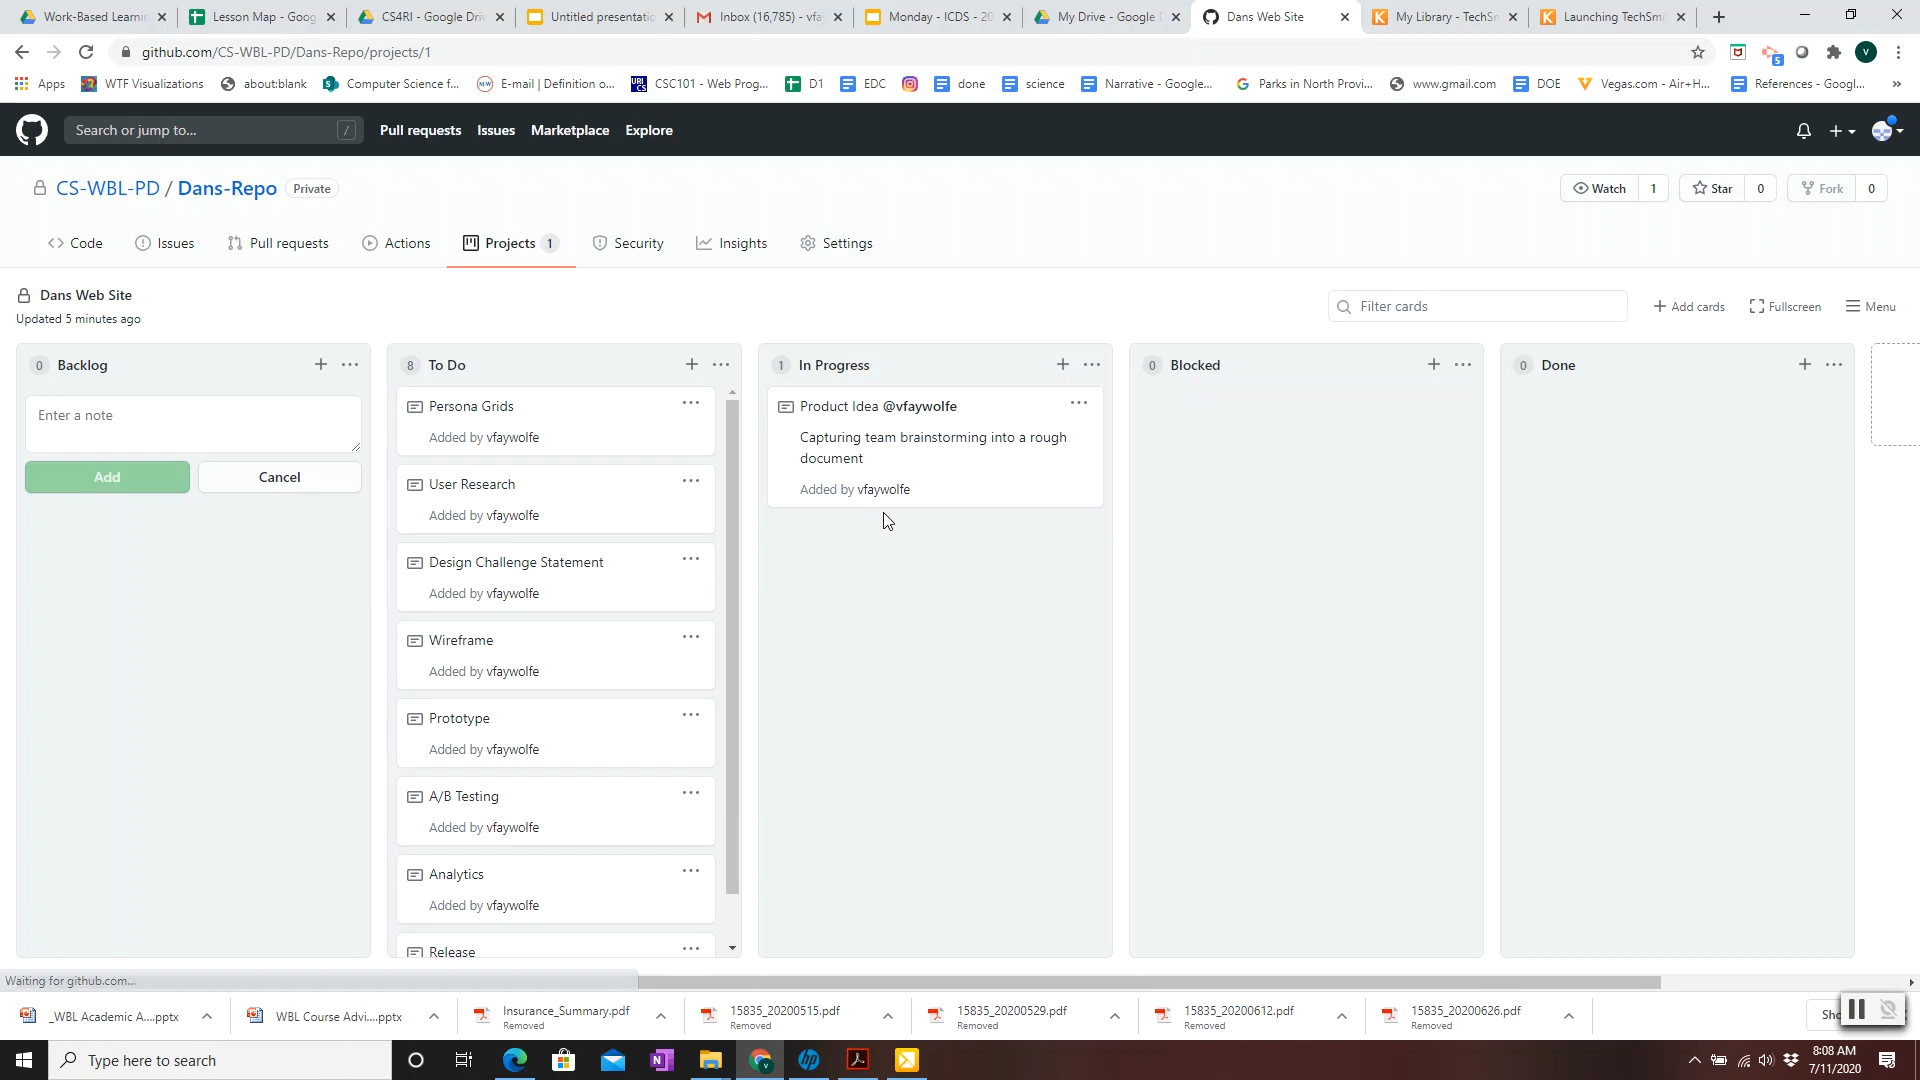 Work-Based Learni
Lesson Map - Goog
CS4RI - Google Driv
Untitled presentatio
Inbox (16,785) - vfay
Monday - ICDS - 20
My Drive - Google D
Dans Web Site
My Library - TechSm
Launching TechSmit
github.com/CS-WBL-PD/Dans-Repo/projects/1
5
V
Apps
WTF Visualizations
about:blank
Computer Science f...
E-mail | Definition o...
CSC101 - Web Prog...
D1
EDC
done
science
Narrative - Google...
Parks in North Provi...
www.gmail.com
DOE
Vegas.com - Air+H...
References - Googl...
»
Search or jump to...
/
Pull requests
Issues
Marketplace
Explore
CS-WBL-PD / Dans-Repo
Private
Watch 1
Star 0
Fork 0
Code
Issues
Pull requests
Actions
Projects 1
Security
Insights
Settings
Dans Web Site
Updated 5 minutes ago
Filter cards
Add cards
Fullscreen
Menu
0 Backlog
Enter a note
Add
Cancel
8 To Do
Persona Grids
Added by vfaywolfe
User Research
Added by vfaywolfe
Design Challenge Statement
Added by vfaywolfe
Wireframe
Added by vfaywolfe
Prototype
Added by vfaywolfe
A/B Testing
Added by vfaywolfe
Analytics
Added by vfaywolfe
Release
1 In Progress
Product Idea @vfaywolfe
Capturing team brainstorming into a rough
document
Added by vfaywolfe
0 Blocked
0 Done
Waiting for github.com...
_WBL Academic A....pptx
WBL Course Advi....pptx
Insurance_Summary.pdf
Removed
15835_20200515.pdf
Removed
15835_20200529.pdf
Removed
15835_20200612.pdf
Removed
15835_20200626.pdf
Removed
Sho
Type here to search
8:08 AM
7/11/2020